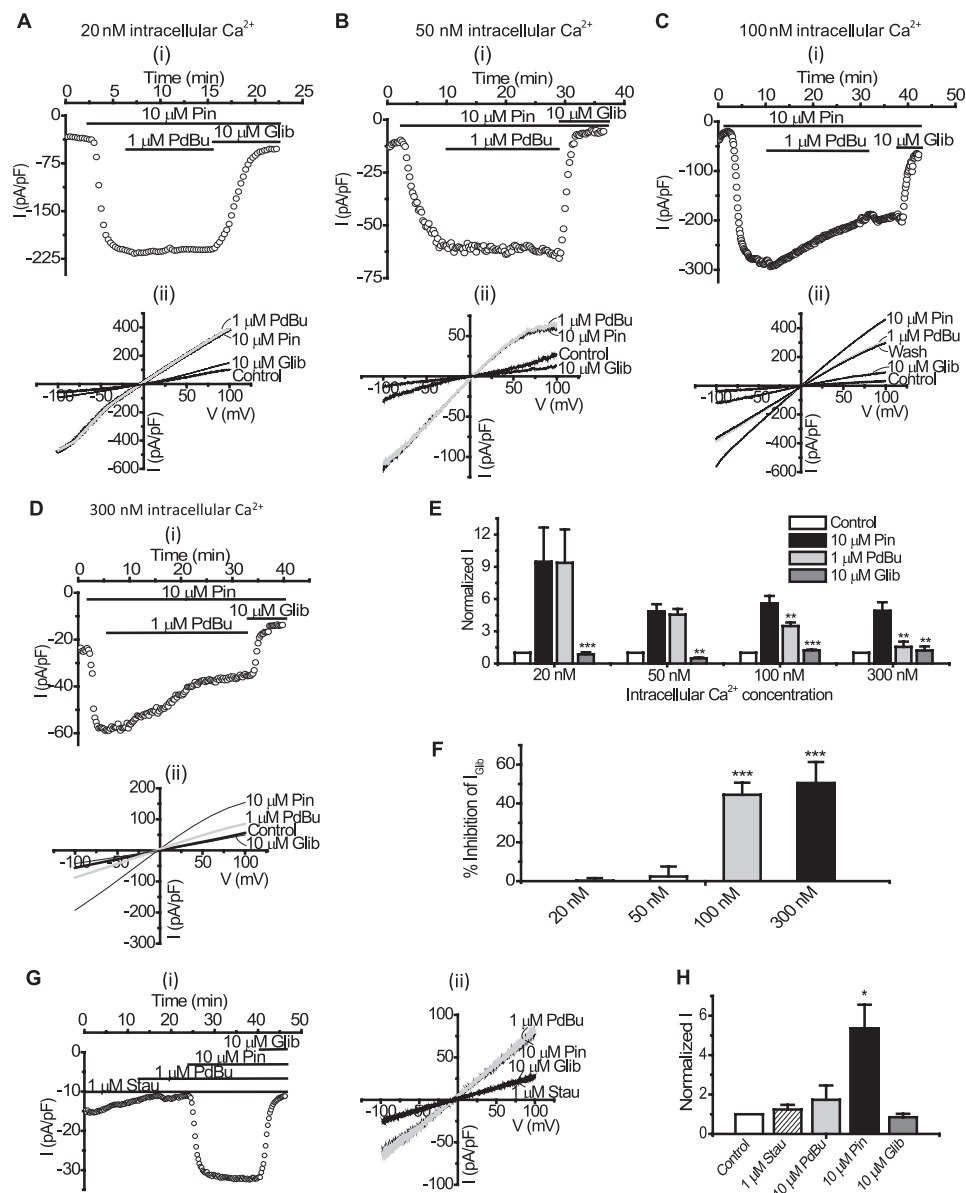 A
20 nM intracellular Ca2+
(i)
Time (min)
0 5 10 15 20 25
10 µM Pin
10 µM Glib
1 µM PdBu
0
-75
-150
-225
I (pA/pF)
(ii)
400
200
1 µM PdBu
10 µM Pin
10 µM Glib
Control
-100 -50 50 100
V (mV)
-200
-400
-600
I (pA/pF)
B
50 nM intracellular Ca2+
(i)
Time (min)
0 10 20 30 40
10 µM Pin
10 µM Glib
1 µM PdBu
0
-25
-50
-75
I (pA/pF)
(ii)
50
1 µM PdBu
10 µM Pin
Control
10 µM Glib
-100 -50 50 100
V (mV)
-50
-100
I (pA/pF)
C
100 nM intracellular Ca2+
(i)
Time (min)
0 10 20 30 40 50
10 µM Pin
10 µM Glib
1 µM PdBu
0
-100
-200
-300
I (pA/pF)
(ii)
400
200
10 µM Pin
1 µM PdBu
Wash
10 µM Glib
Control
-100 -50 50 100
V (mV)
-200
-400
-600
I (pA/pF)
D
300 nM intracellular Ca2+
(i)
Time (min)
0 10 20 30 40
10 µM Pin
10 µM Glib
1 µM PdBu
0
-20
-40
-60
I (pA/pF)
(ii)
200
100
10 µM Pin
1 µM PdBu
Control
10 µM Glib
-100 -50 50 100
V (mV)
-100
-200
-300
I (pA/pF)
E
Control
10 µM Pin
1 µM PdBu
10 µM Glib
Normalized I
12
9
6
3
0
***
**
**
***
**
**
20 nM 50 nM 100 nM 300 nM
Intracellular Ca2+ concentration
F
% Inhibition of IGlib
60
40
20
0
***
***
20 nM 50 nM 100 nM 300 nM
G
(i)
Time (min)
0 10 20 30 40 50
10 µM Glib
10 µM Pin
1 µM PdBu
1 µM Stau
0
-10
-20
-30
I (pA/pF)
(ii)
100
50
1 µM PdBu
10 µM Pin
10 µM Glib
1 µM Stau
-100 -50 50 100
V (mV)
-50
-100
I (pA/pF)
H
Normalized I
6
4
2
0
*
Control
1 µM Stau
10 µM PdBu
10 µM Pin
10 µM Glib